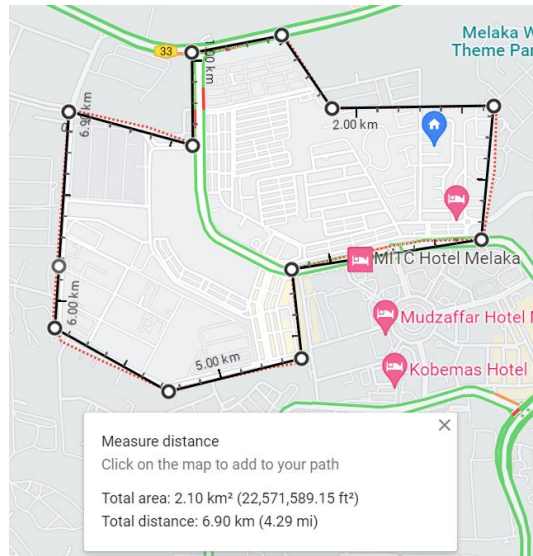 Melaka W
Theme Par
33
1.00 km
6.90 km
2.00 km
MITC Hotel Melaka
Mudzaffar Hotel M
6.00 km
Kobemas Hotel
5.00 km
Measure distance
Click on the map to add to your path
Total area: 2.10 km² (22,571,589.15 ft²)
Total distance: 6.90 km (4.29 mi)